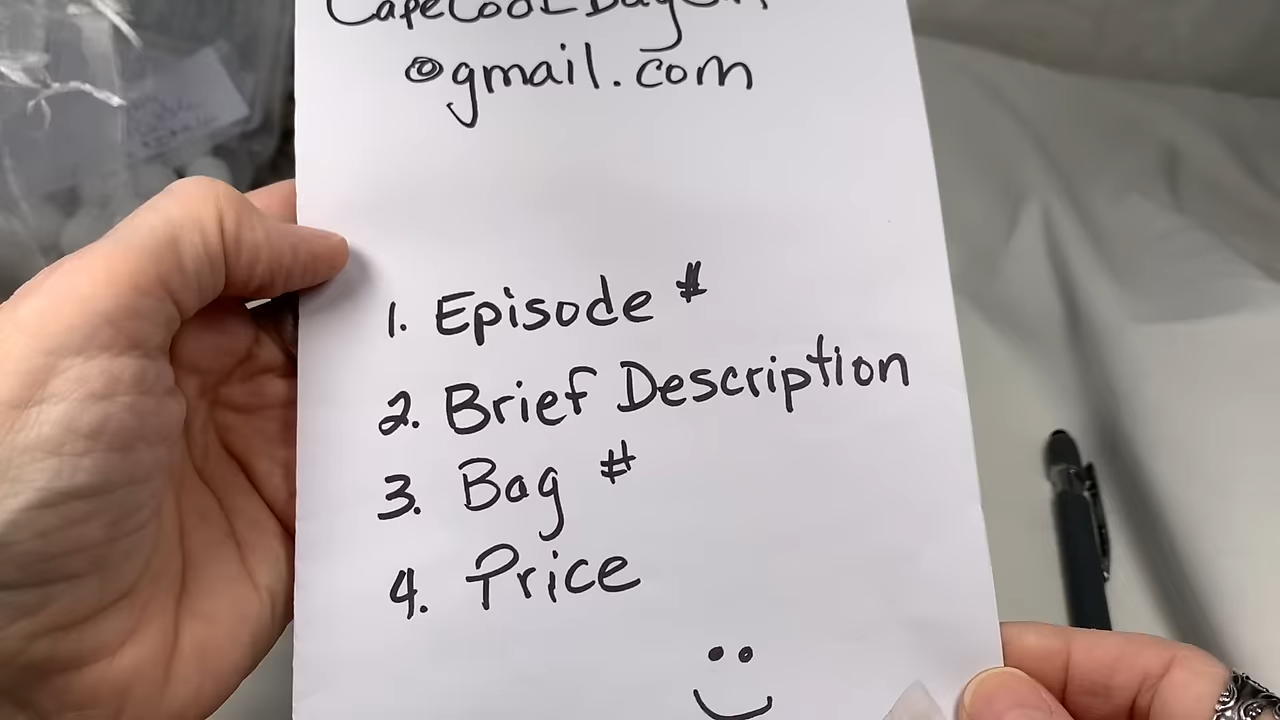 @gmail.com
1. Episode #
2. Brief Description
3. Bag #
4. Price